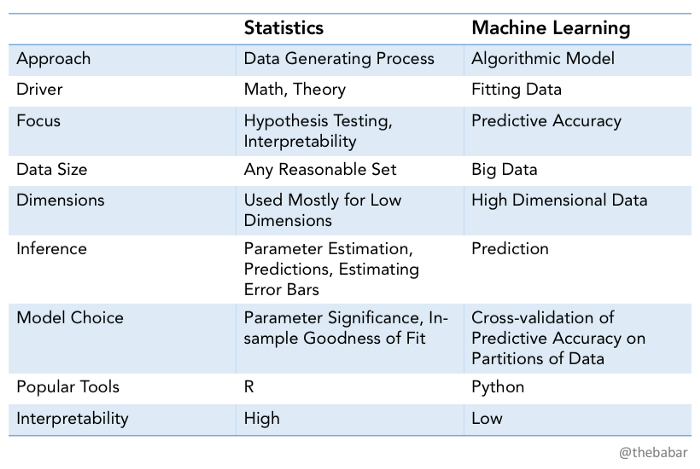 Statistics Machine Learning
Approach Data Generating Process Algorithmic Model
Driver Math, Theory Fitting Data
Focus Hypothesis Testing, Predictive Accuracy
Interpretability
Data Size Any Reasonable Set Big Data
Dimensions Used Mostly for Low High Dimensional Data
Dimensions
Inference Parameter Estimation, Prediction
Predictions, Estimating
Error Bars
Model Choice Parameter Significance, In- Cross-validation of
sample Goodness of Fit Predictive Accuracy on
Partitions of Data
Popular Tools R Python
Interpretability High Low
@thebabar